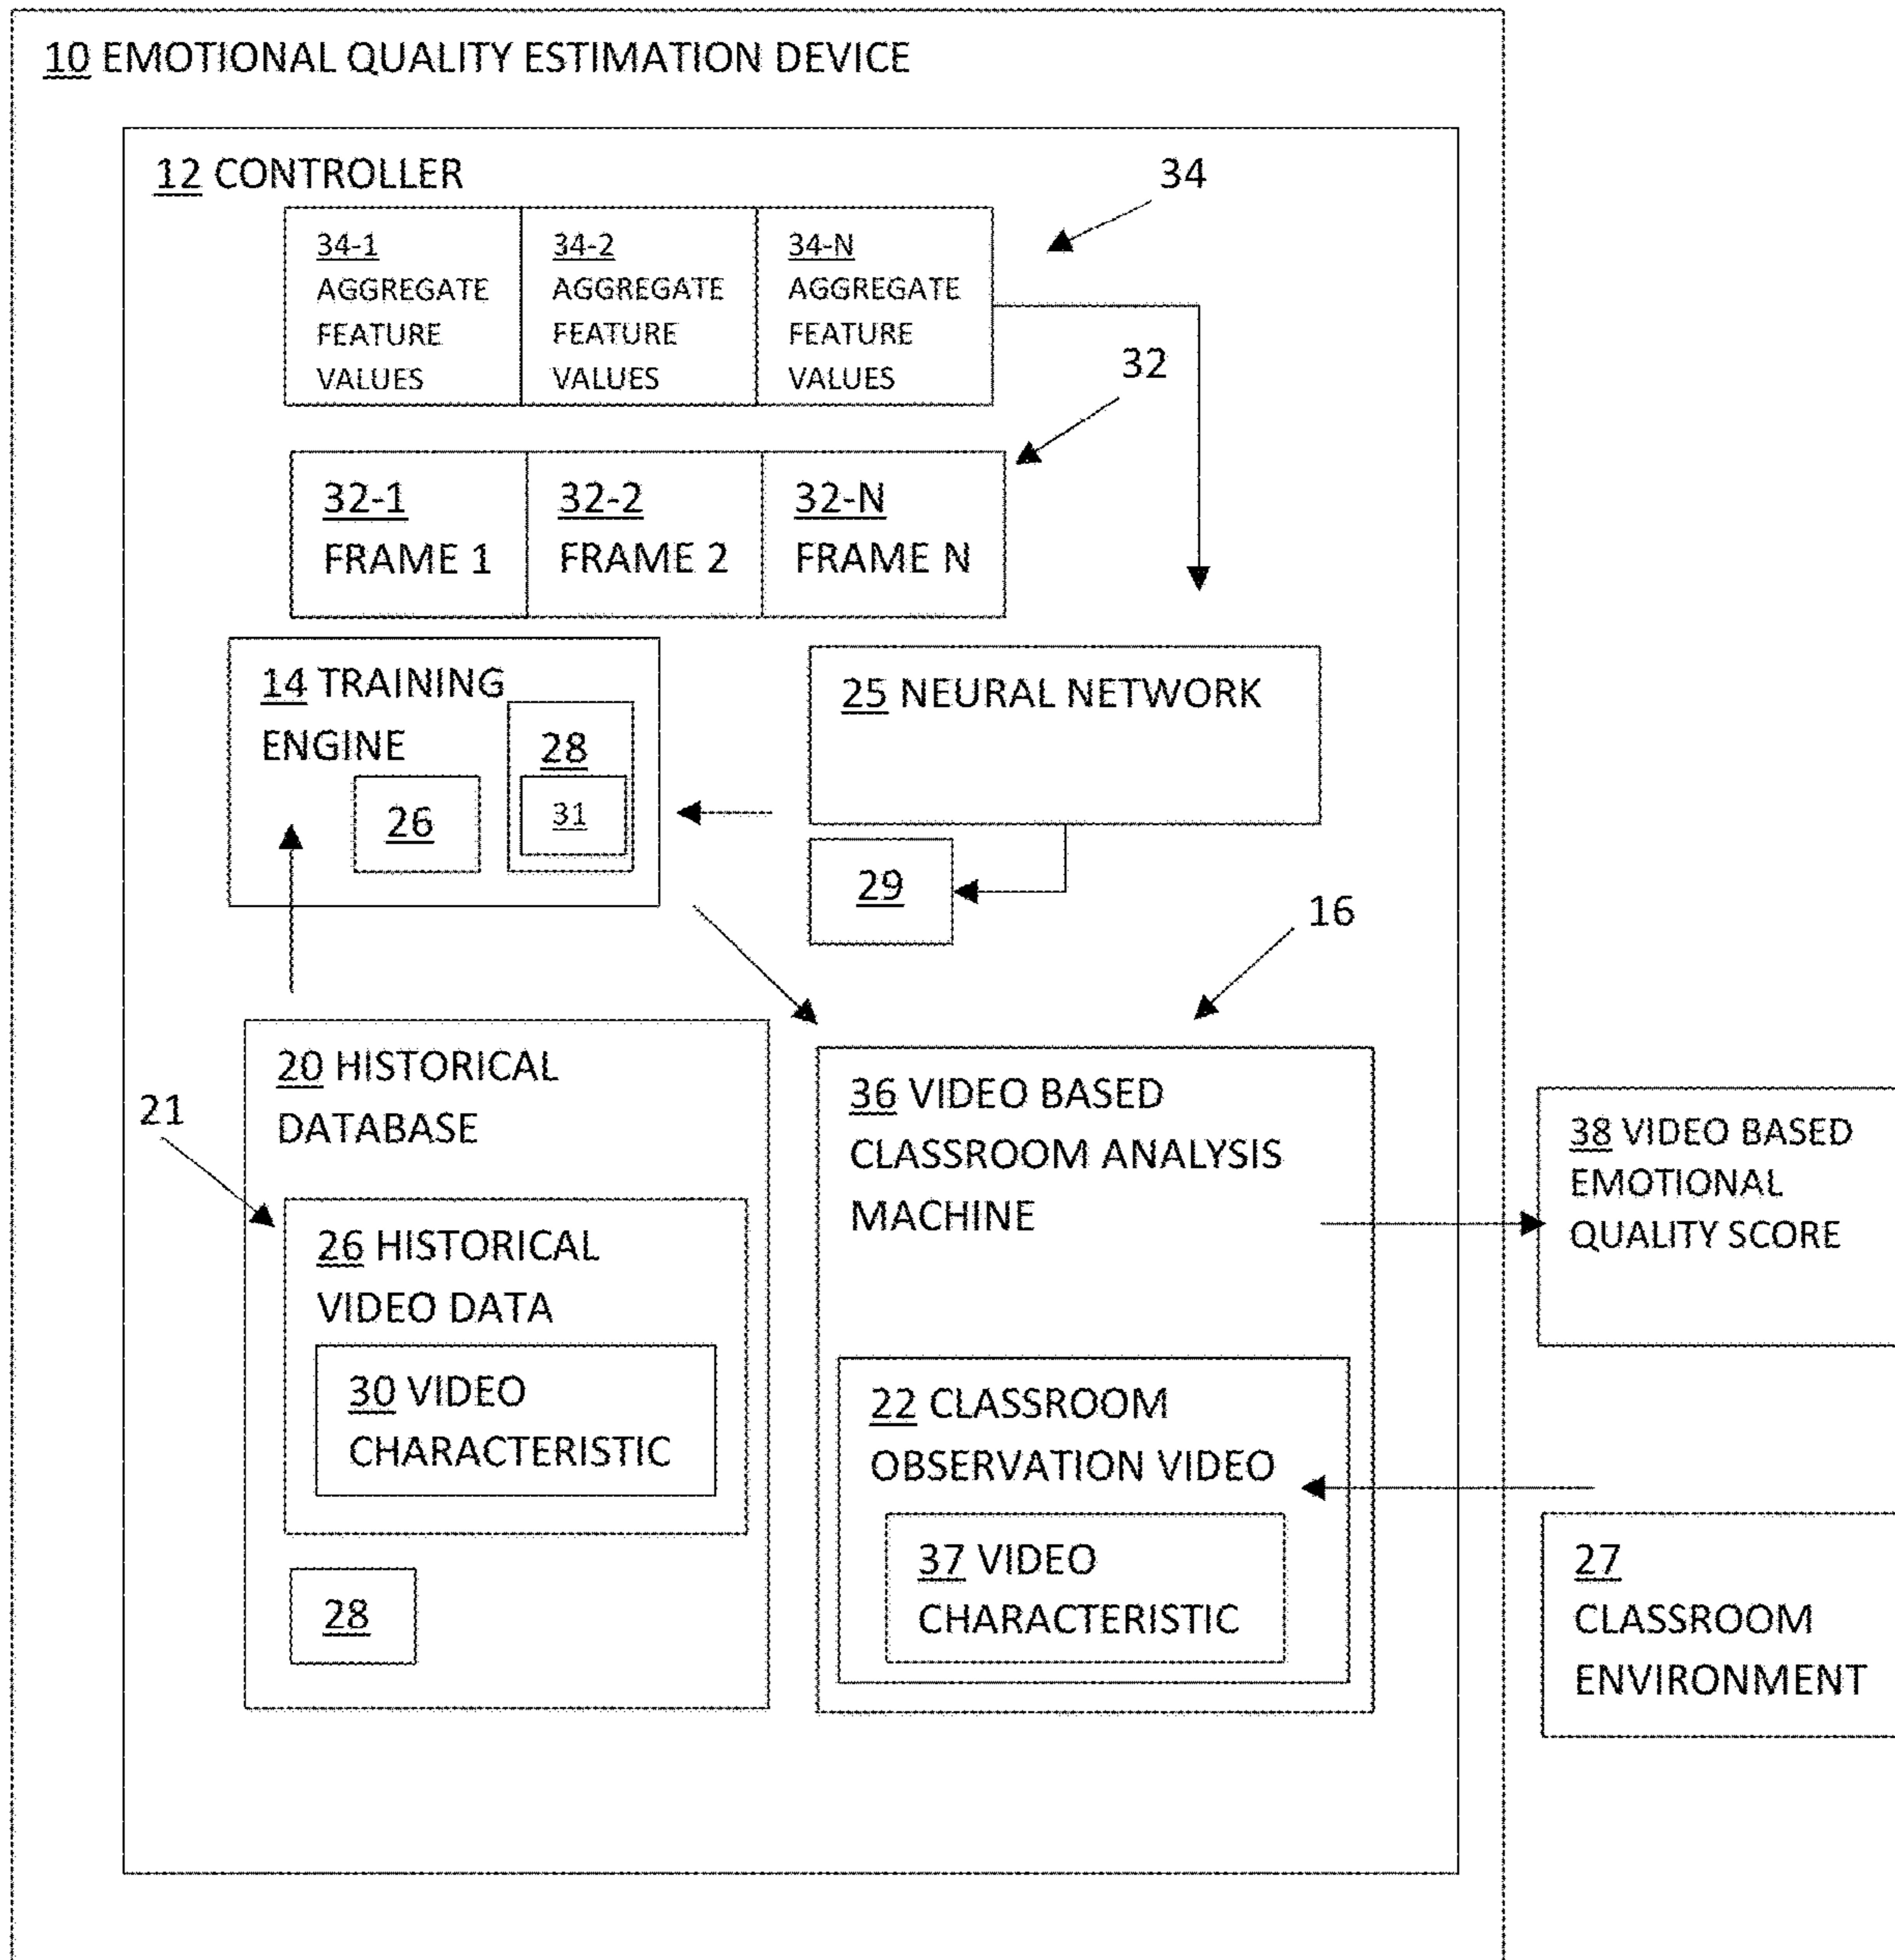 10 EMOTIONAL QUALITY ESTIMATION DEVICE
12 CONTROLLER
34
34-1
AGGREGATE
FEATURE
VALUES
34-2
AGGREGATE
FEATURE
VALUES
34-N
AGGREGATE
FEATURE
VALUES
32
32-1
FRAME 1
32-2
FRAME 2
32-N
FRAME N
14 TRAINING
ENGINE
26
28
31
25 NEURAL NETWORK
29
16
20 HISTORICAL
DATABASE
21
26 HISTORICAL
VIDEO DATA
30 VIDEO
CHARACTERISTIC
28
36 VIDEO BASED
CLASSROOM ANALYSIS
MACHINE
22 CLASSROOM
OBSERVATION VIDEO
37 VIDEO
CHARACTERISTIC
38 VIDEO BASED
EMOTIONAL
QUALITY SCORE
27
CLASSROOM
ENVIRONMENT